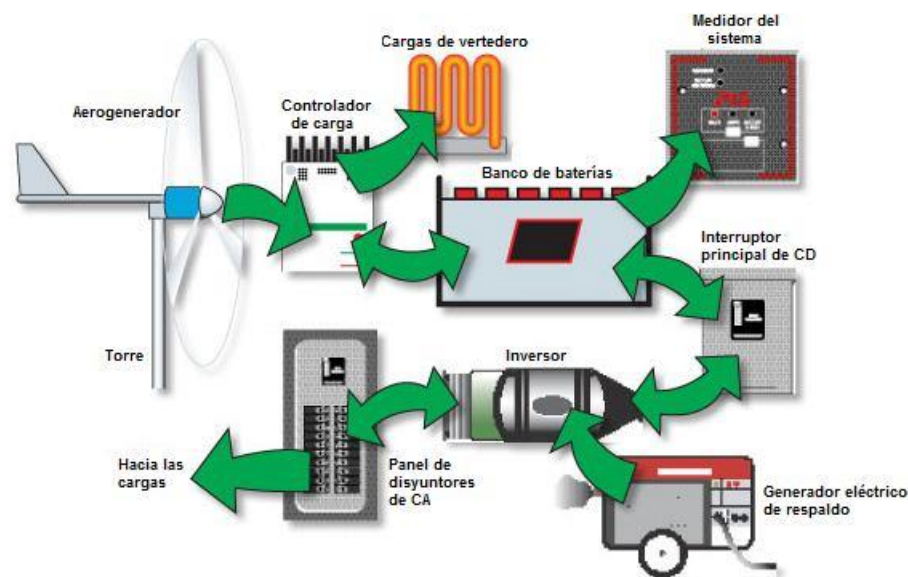 Medidor del
sistema
Cargas de vertedero
Aerogenerador
Controlador
de carga
Banco de baterías
Interruptor
principal de CD
Torre
Inversor
Hacia las
cargas
Panel de
disyuntores
de CA
Generador eléctrico
de respaldo